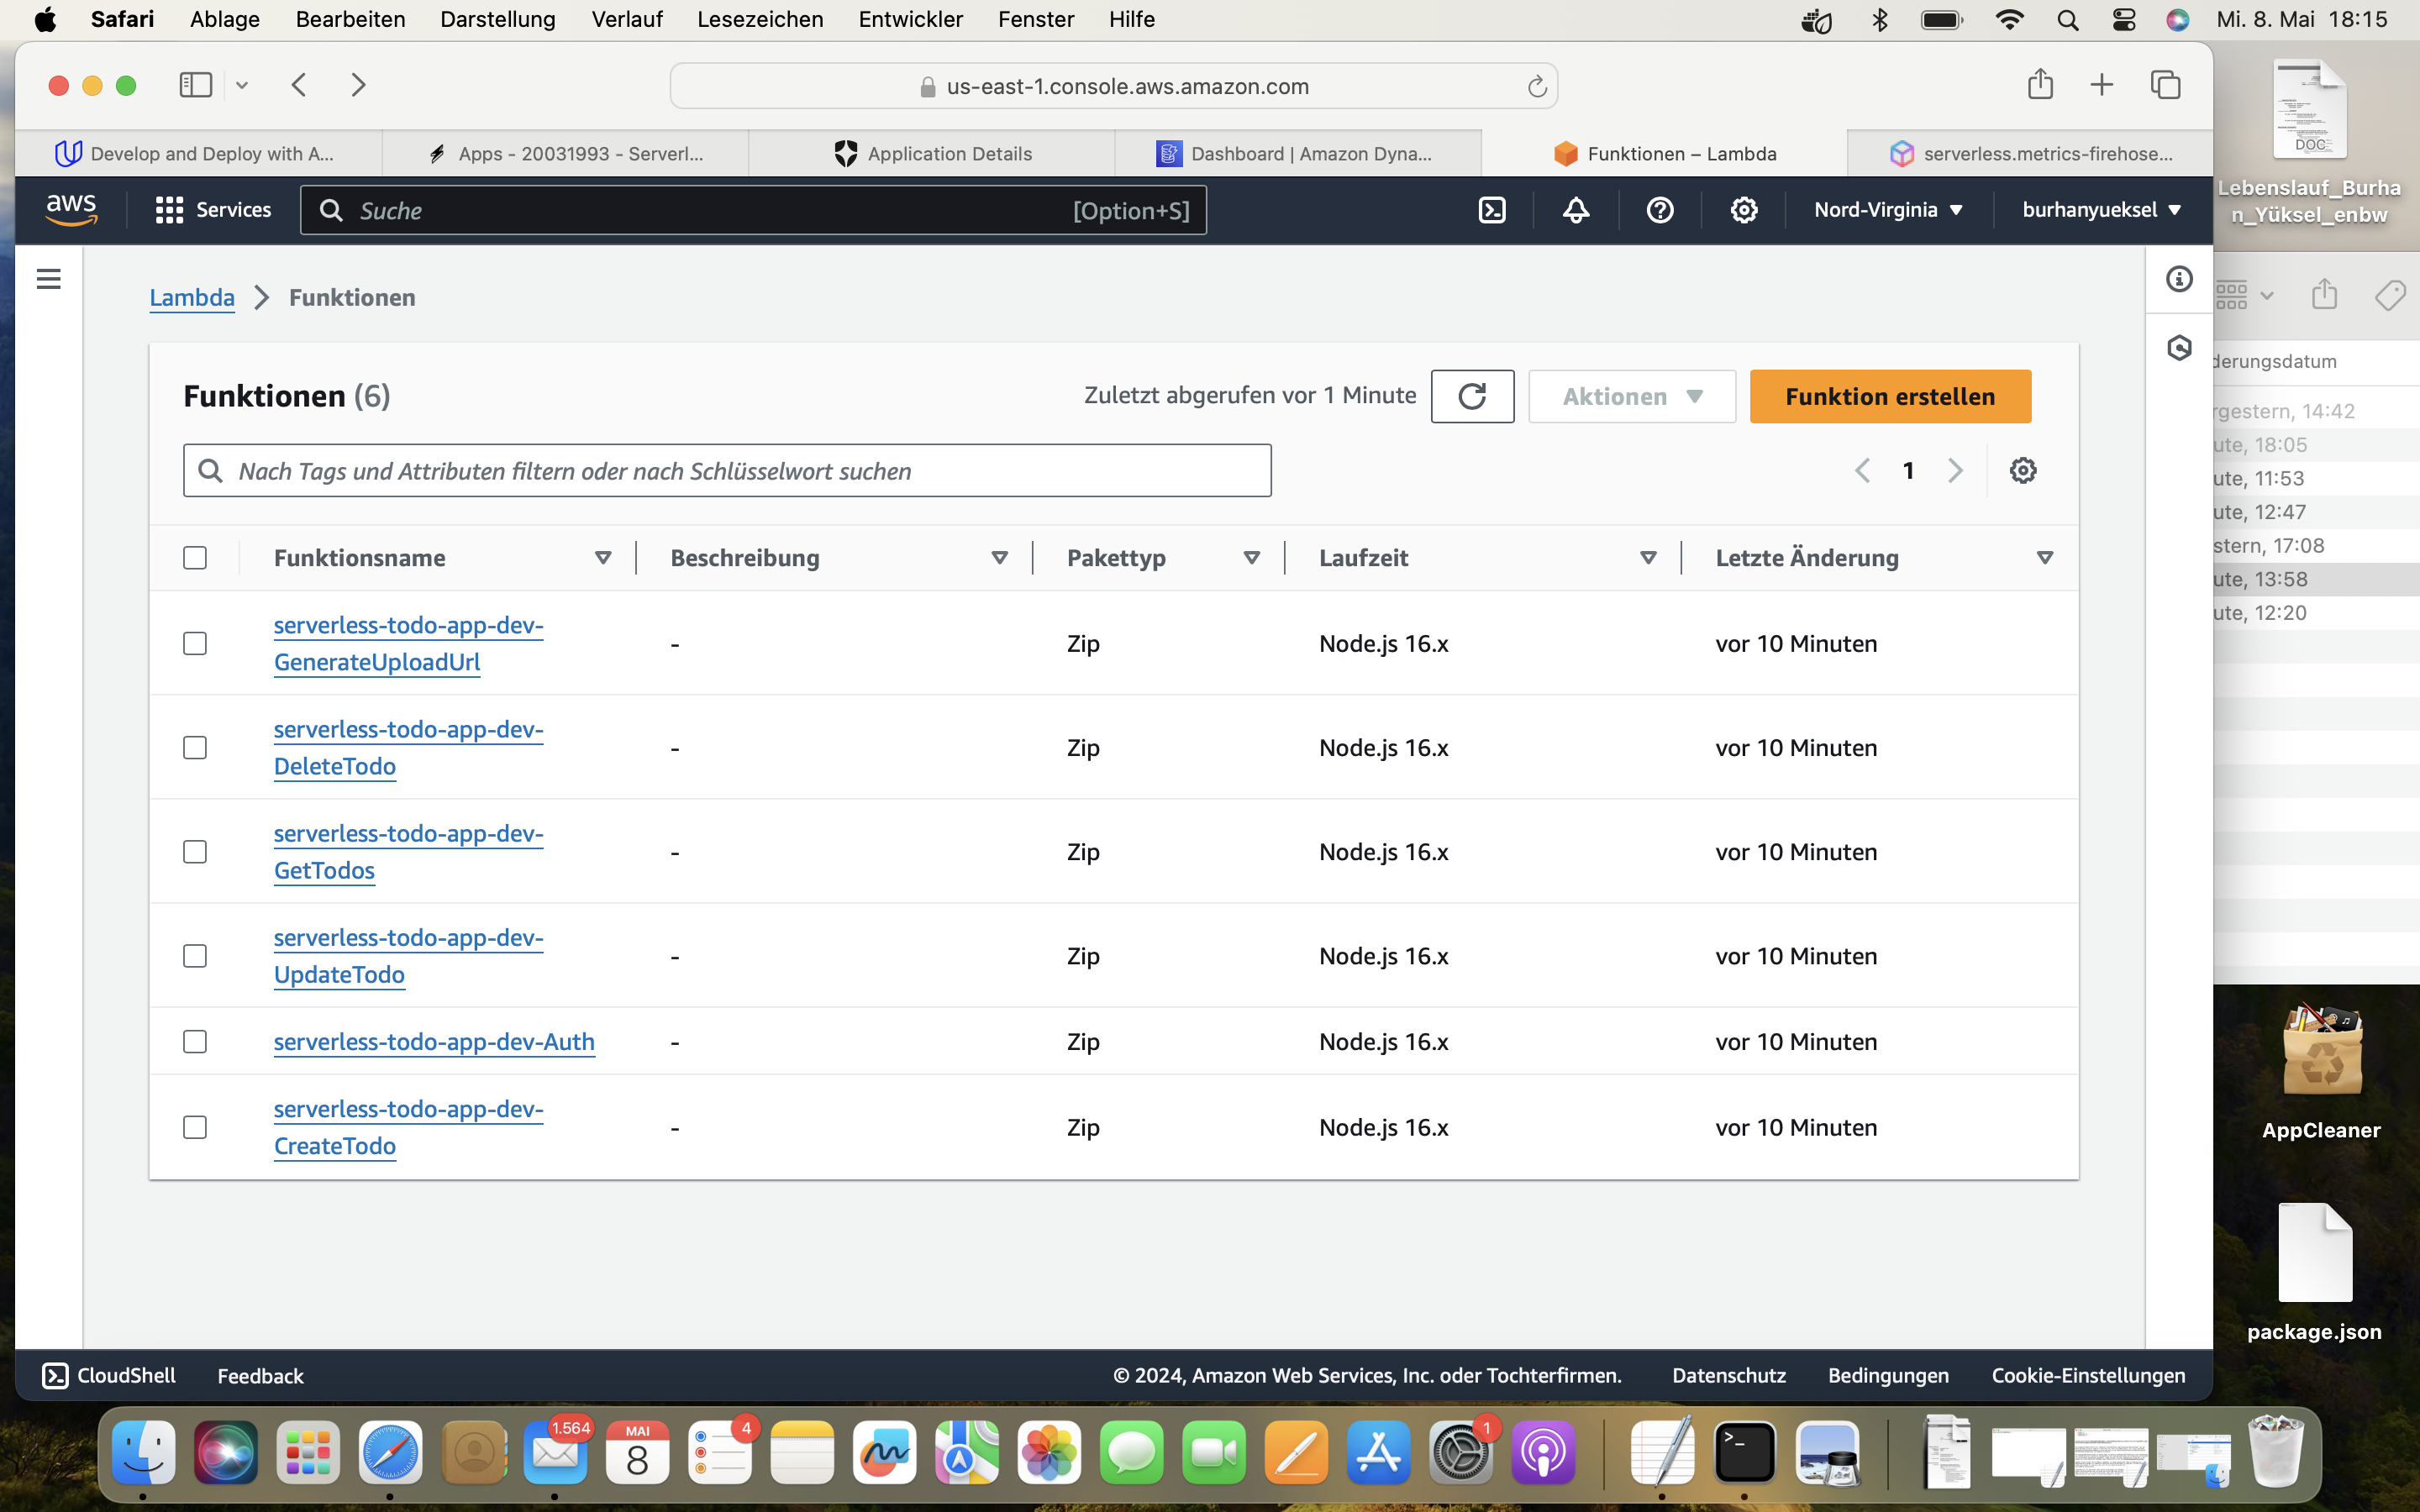 Safari Ablage Bearbeiten Darstellung Verlauf Lesezeichen Entwickler Fenster Hilfe Mi. 8. Mai 18:15
us-east-1.console.aws.amazon.com
Develop and Deploy with A... Apps - 20031993 - Serverl... Application Details Dashboard | Amazon Dyna... Funktionen – Lambda serverless.metrics-firehose...
aws Services Suche [Option+S] Nord-Virginia burhanyueksel
Lambda Funktionen
Funktionen (6) Zuletzt abgerufen vor 1 Minute Aktionen Funktion erstellen
Nach Tags und Attributen filtern oder nach Schlüsselwort suchen 1
Funktionsname Beschreibung Pakettyp Laufzeit Letzte Änderung
serverless-todo-app-dev-
GenerateUploadUrl - Zip Node.js 16.x vor 10 Minuten
serverless-todo-app-dev-
DeleteTodo - Zip Node.js 16.x vor 10 Minuten
serverless-todo-app-dev-
GetTodos - Zip Node.js 16.x vor 10 Minuten
serverless-todo-app-dev-
UpdateTodo - Zip Node.js 16.x vor 10 Minuten
serverless-todo-app-dev-Auth - Zip Node.js 16.x vor 10 Minuten
serverless-todo-app-dev-
CreateTodo - Zip Node.js 16.x vor 10 Minuten
CloudShell Feedback © 2024, Amazon Web Services, Inc. oder Tochterfirmen. Datenschutz Bedingungen Cookie-Einstellungen
DOC
Lebenslauf_Burha
n_Yüksel_enbw
derungsdatum
rgestern, 14:42
ute, 18:05
ute, 11:53
ute, 12:47
stern, 17:08
ute, 13:58
ute, 12:20
AppCleaner
package.json
1.564
MAI
8
4
1